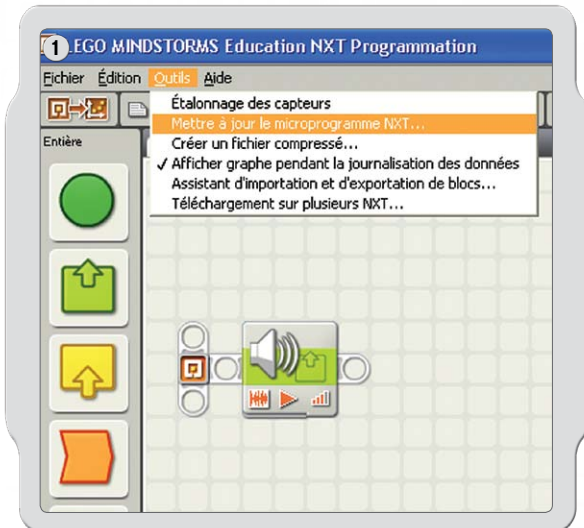 1
LEGO MINDSTORMS Education NXT Programmation
Fichier Édition Outils Aide
Étalonnage des capteurs
Mettre à jour le microprogramme NXT...
Créer un fichier compressé...
✓ Afficher graphe pendant la journalisation des données
Assistant d'importation et d'exportation de blocs...
Téléchargement sur plusieurs NXT...
Entière